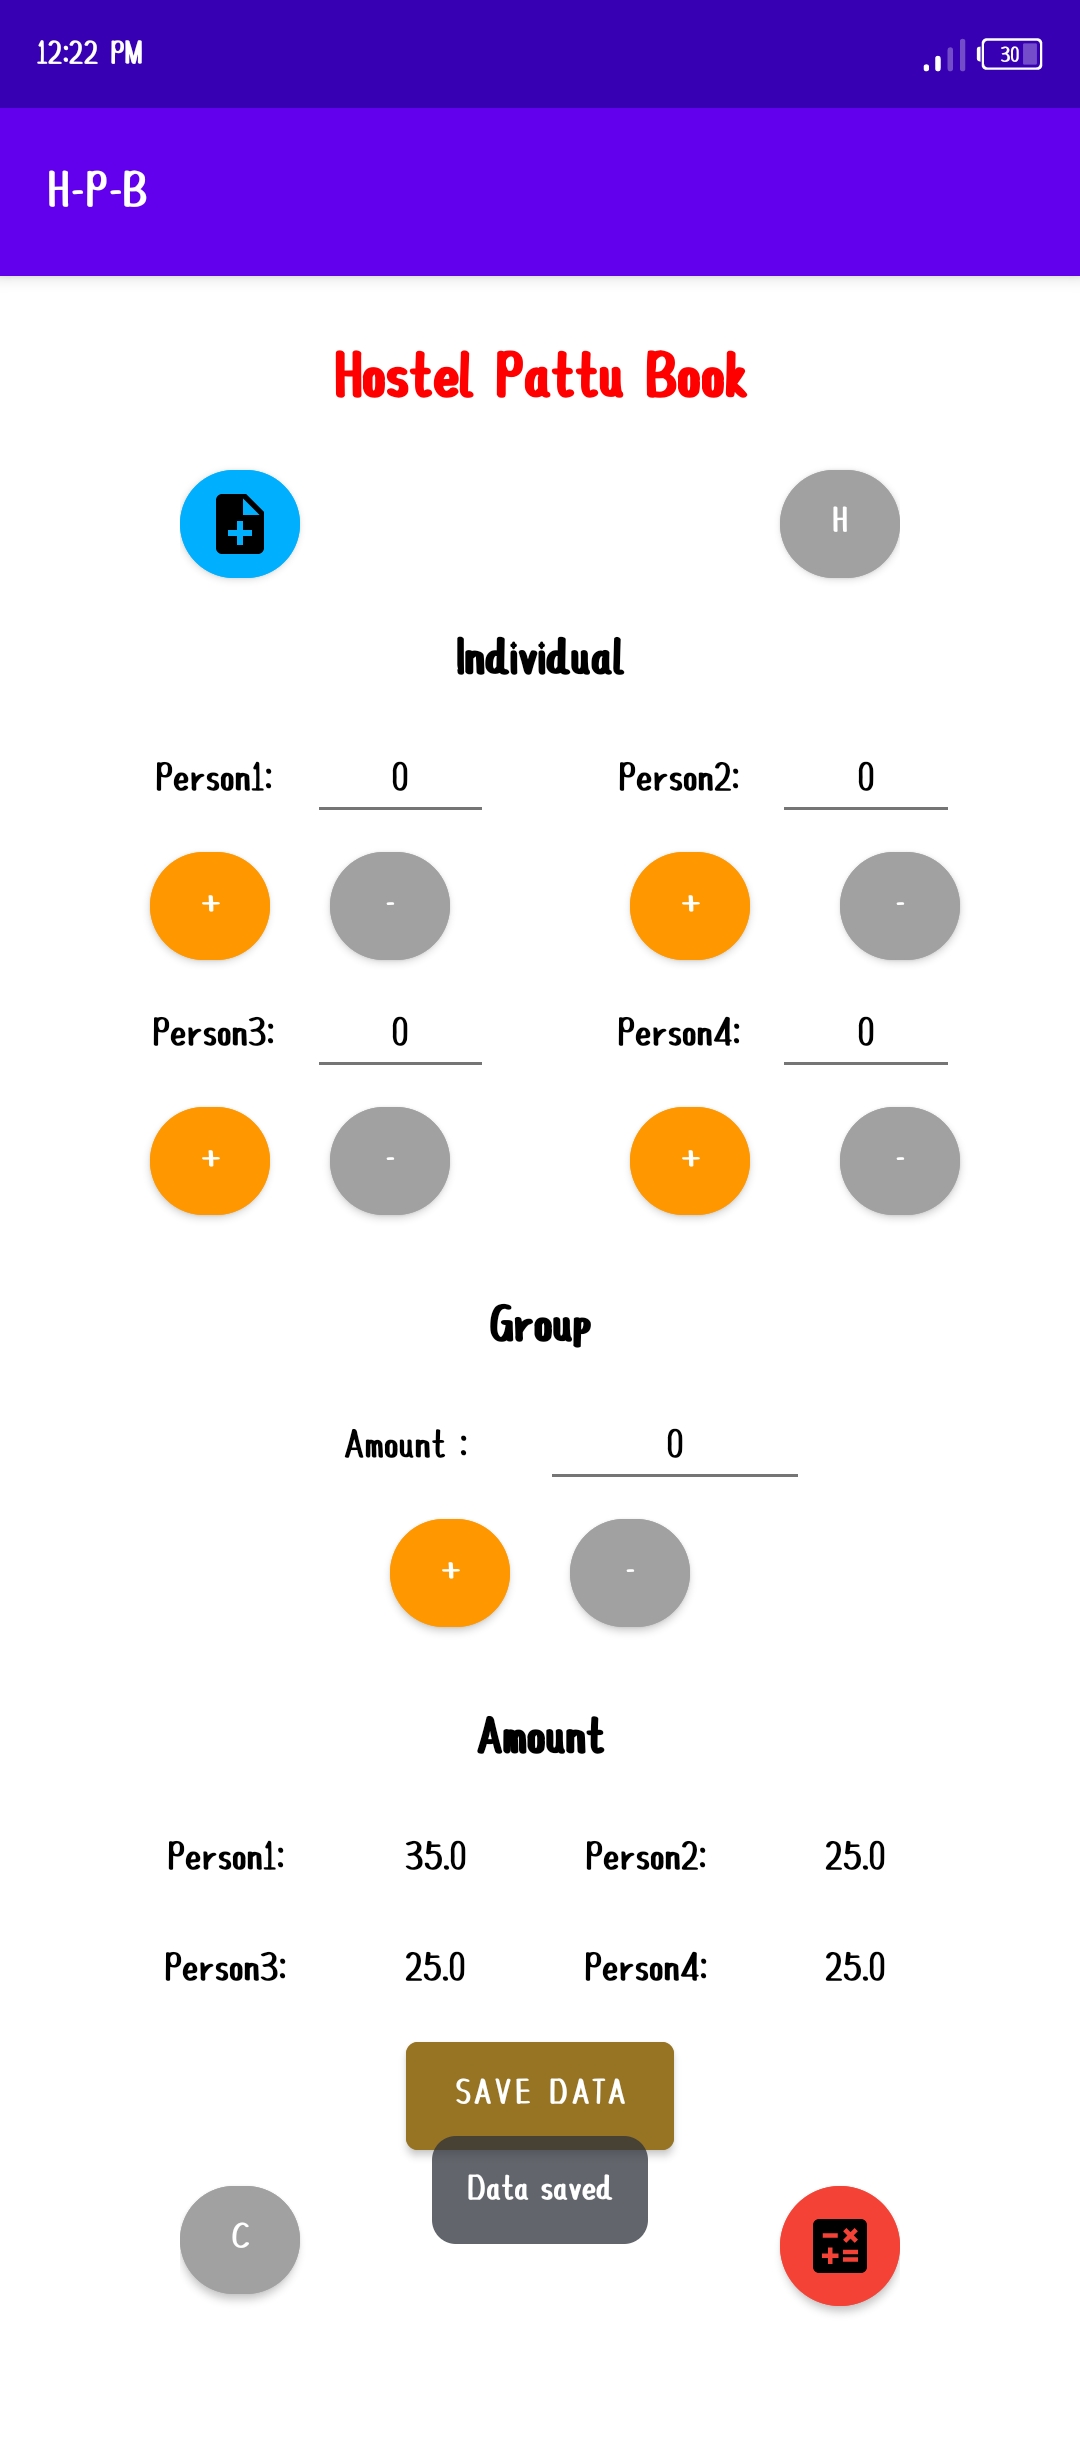 12:22 PM 30
H-P-B
Hostel Pattu Book
H
Individual
Person1: 0 Person2: 0
+ - + -
Person3: 0 Person4: 0
+ - + -
Group
Amount : 0
+ -
Amount
Person1: 35.0 Person2: 25.0
Person3: 25.0 Person4: 25.0
SAVE DATA
Data saved
C